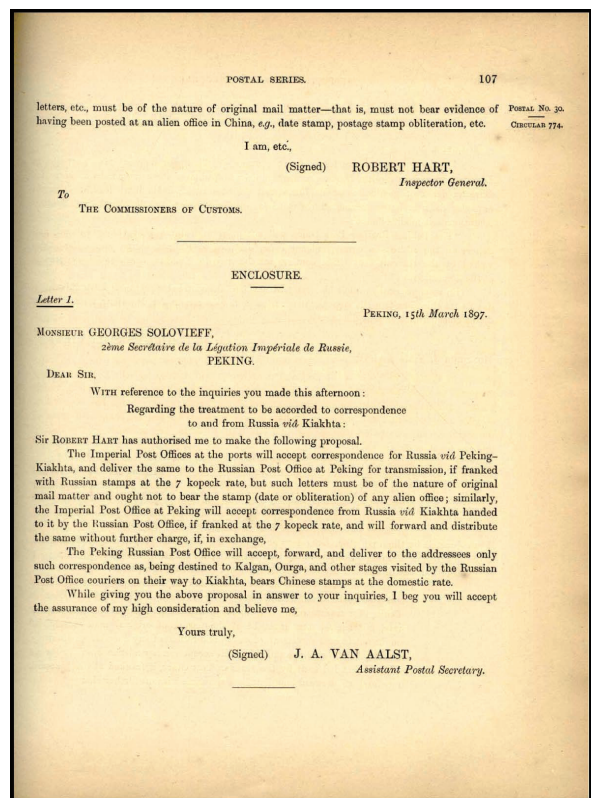 POSTAL SERIES. 107
letters, etc., must be of the nature of original mail matter—that is, must not bear evidence of
having been posted at an alien office in China, e.g., date stamp, postage stamp obliteration, etc.
POSTAL No. 30.
CIRCULAR 774.
I am, etc.,
(Signed) ROBERT HART,
Inspector General.
To
THE COMMISSIONERS OF CUSTOMS.
ENCLOSURE.
Letter 1.
PEKING, 15th March 1897.
MONSIEUR GEORGES SOLOVIEFF,
2ème Secrétaire de la Légation Impériale de Russie,
PEKING.
DEAR SIR,
WITH reference to the inquiries you made this afternoon:
Regarding the treatment to be accorded to correspondence
to and from Russia viâ Kiakhta:
Sir ROBERT HART has authorised me to make the following proposal.
The Imperial Post Offices at the ports will accept correspondence for Russia viâ Peking-
Kiakhta, and deliver the same to the Russian Post Office at Peking for transmission, if franked
with Russian stamps at the 7 kopeck rate, but such letters must be of the nature of original
mail matter and ought not to bear the stamp (date or obliteration) of any alien office; similarly,
the Imperial Post Office at Peking will accept correspondence from Russia viâ Kiakhta handed
to it by the Russian Post Office, if franked at the 7 kopeck rate, and will forward and distribute
the same without further charge, if, in exchange,
The Peking Russian Post Office will accept, forward, and deliver to the addressees only
such correspondence as, being destined to Kalgan, Ourga, and other stages visited by the Russian
Post Office couriers on their way to Kiakhta, bears Chinese stamps at the domestic rate.
While giving you the above proposal in answer to your inquiries, I beg you will accept
the assurance of my high consideration and believe me,
Yours truly,
(Signed) J. A. VAN AALST,
Assistant Postal Secretary.